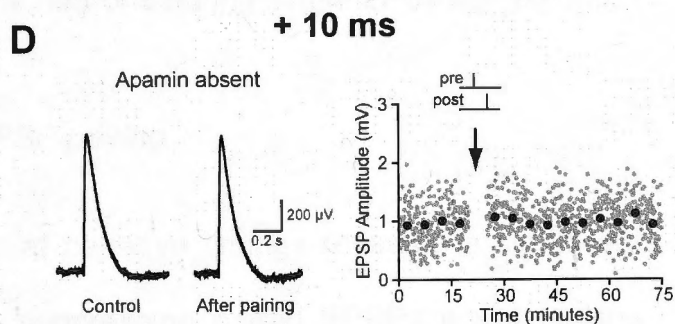 D
+ 10 ms
Apamin absent
200 µV
0.2 s
Control
After pairing
pre
post
EPSP Amplitude (mV)
3
2
1
0
0
15
30
45
60
75
Time (minutes)